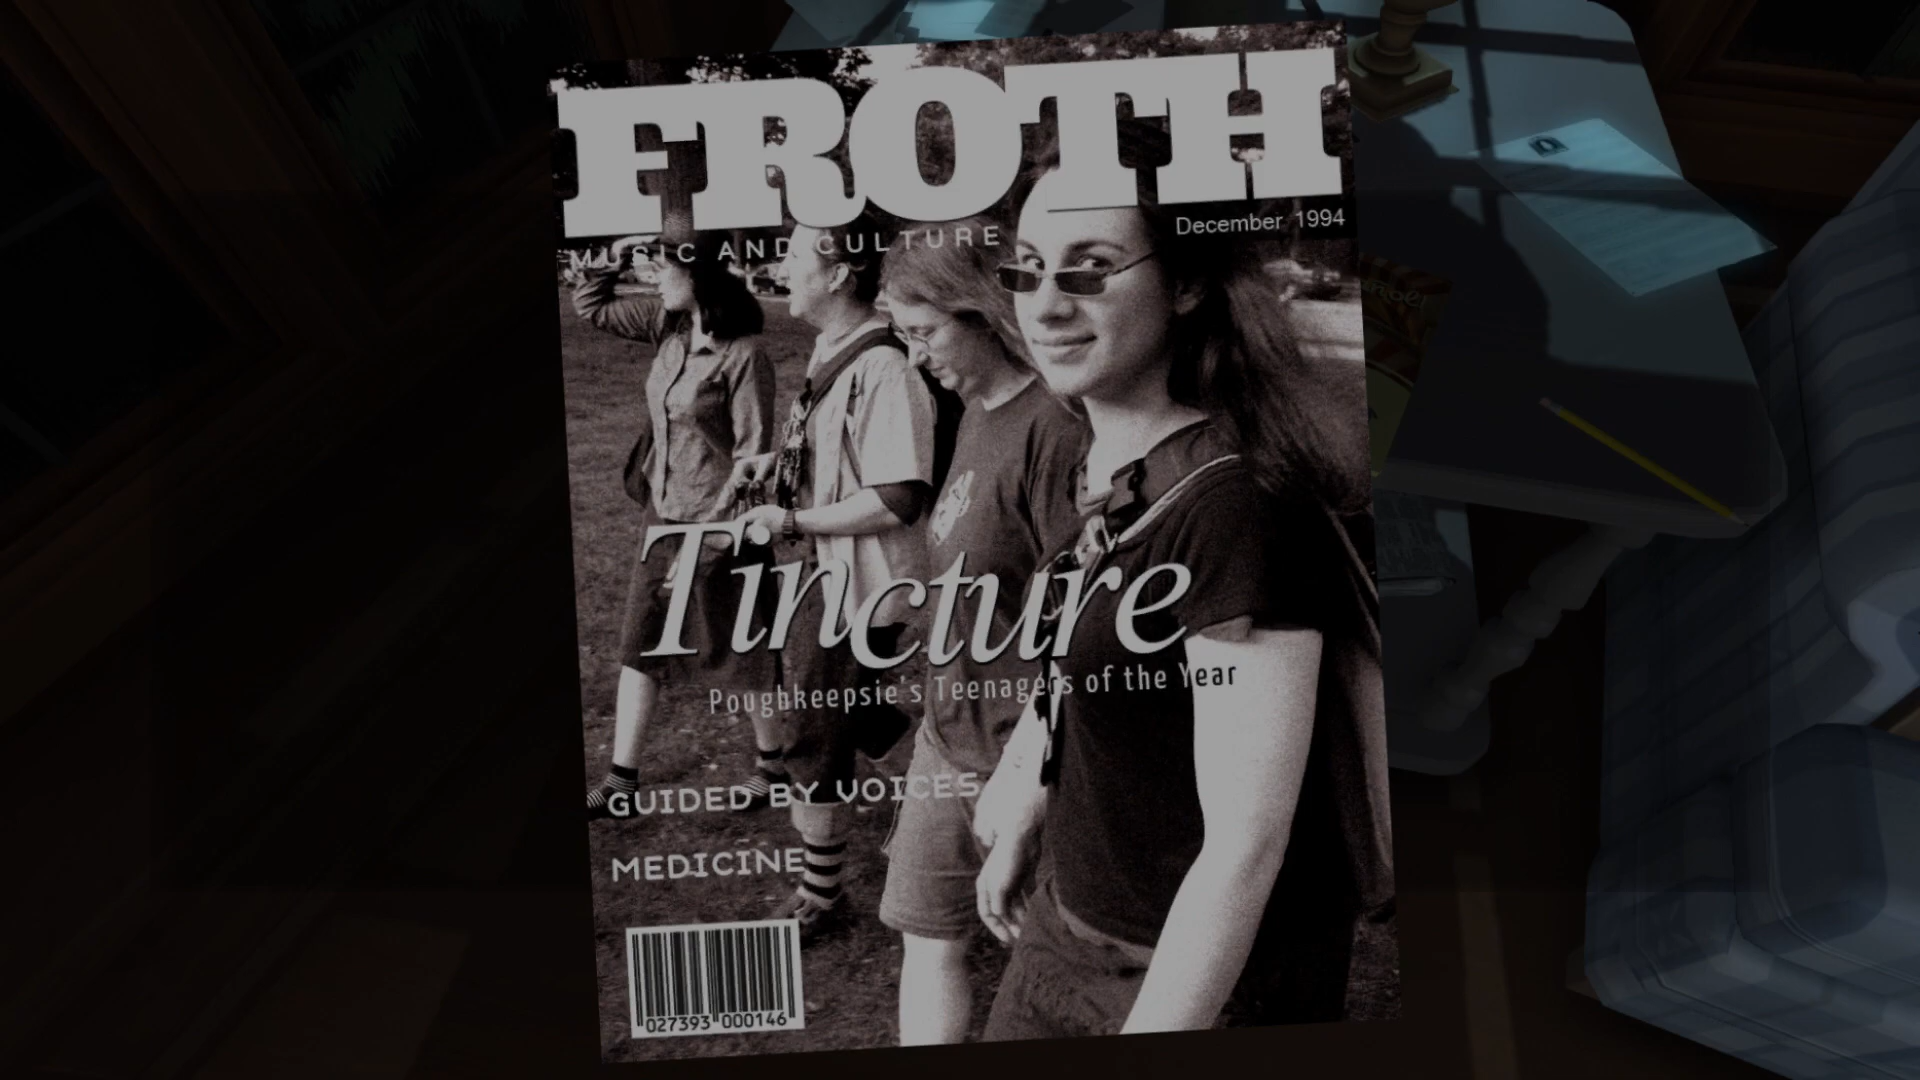 FROTH
MUSIC AND CULTURE
December 1994
Tincture
Poughkeepsie's Teenagers of the Year
GUIDED BY VOICES
MEDICINE
027393 000146